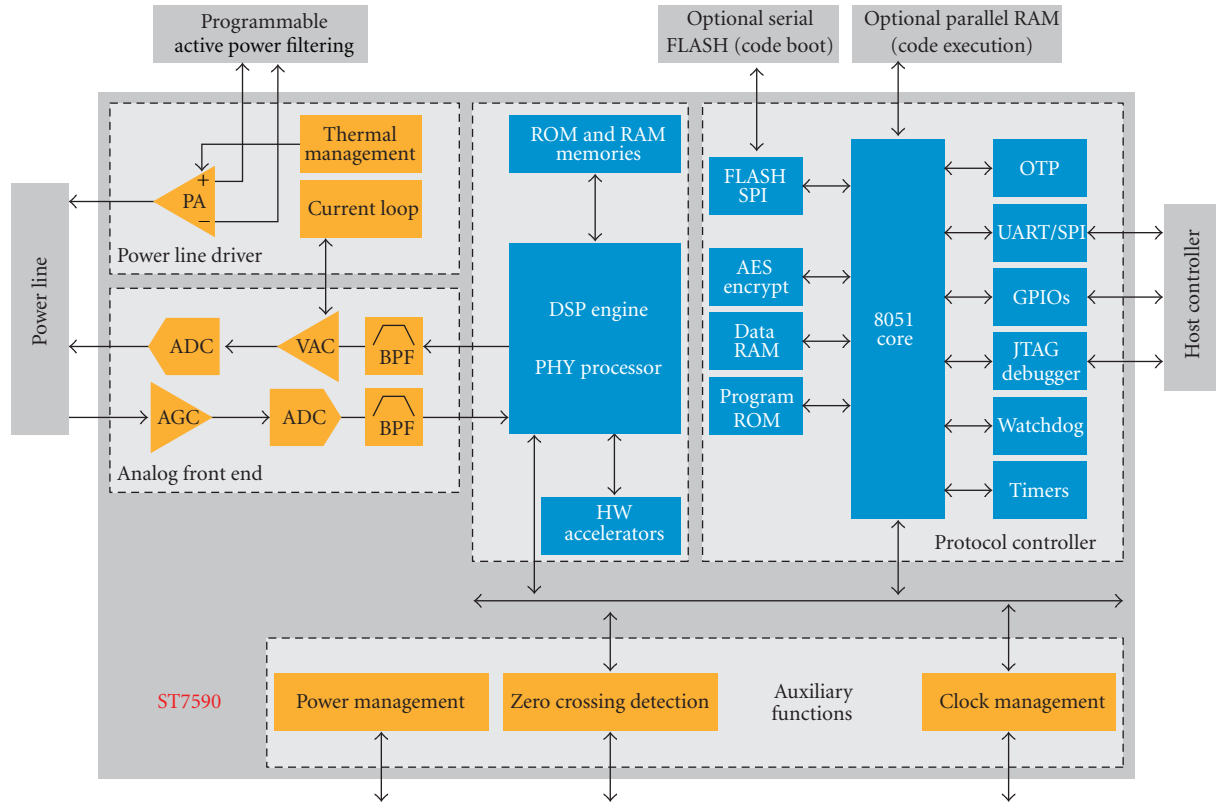 Programmable
active power filtering
Optional serial
FLASH (code boot)
Optional parallel RAM
(code execution)
Thermal
management
PA
+
−
Current loop
Power line driver
Power line
ADC
VAC
BPF
AGC
ADC
BPF
Analog front end
ROM and RAM
memories
DSP engine
PHY processor
HW
accelerators
FLASH
SPI
AES
encrypt
Data
RAM
Program
ROM
8051
core
OTP
UART/SPI
GPIOs
JTAG
debugger
Watchdog
Timers
Protocol controller
Host controller
ST7590
Power management
Zero crossing detection
Auxiliary
functions
Clock management